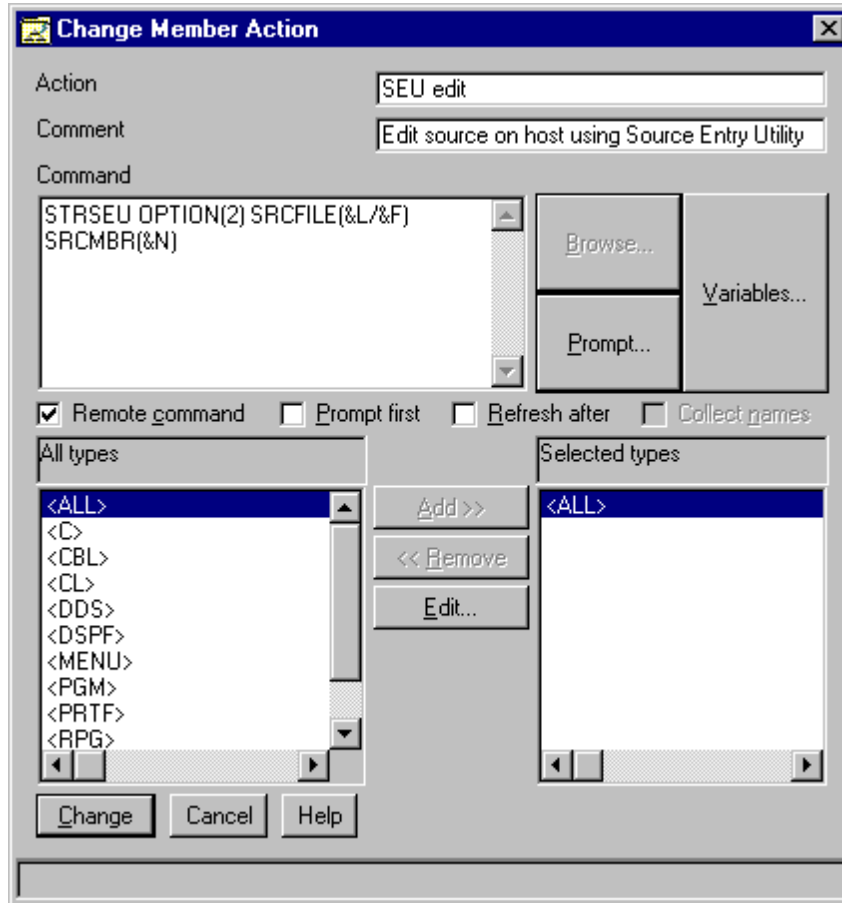 Change Member Action
Action
SEU edit
Comment
Edit source on host using Source Entry Utility
Command
STRSEU OPTION(2) SRCFILE(&L/&F)
SRCMBR(&N)
Browse...
Prompt...
Variables...
Remote command Prompt first Refresh after Collect names
All types
<ALL>
<C>
<CBL>
<CL>
<DDS>
<DSPF>
<MENU>
<PGM>
<PRTF>
<RPG>
Add >>
<< Remove
Edit...
Selected types
<ALL>
Change Cancel Help